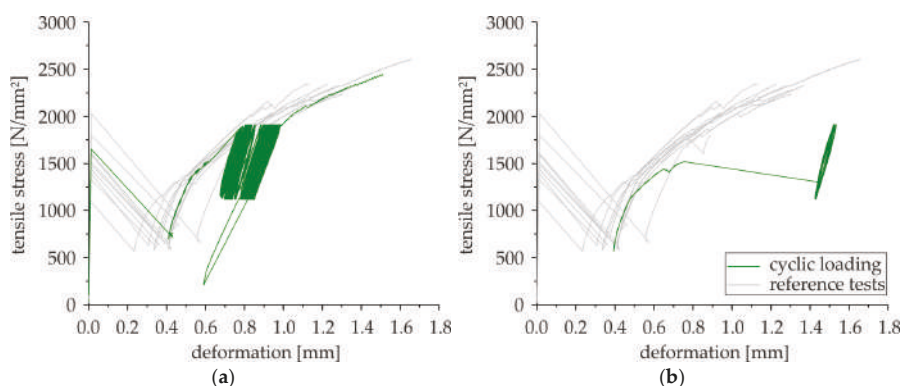 3000
2500
2000
1500
1000
500
0
tensile stress [N/mm²]
0.0 0.2 0.4 0.6 0.8 1.0 1.2 1.4 1.6 1.8
deformation [mm]
(a)
3000
2500
2000
1500
1000
500
0
tensile stress [N/mm²]
cyclic loading
reference tests
0.0 0.2 0.4 0.6 0.8 1.0 1.2 1.4 1.6 1.8
deformation [mm]
(b)